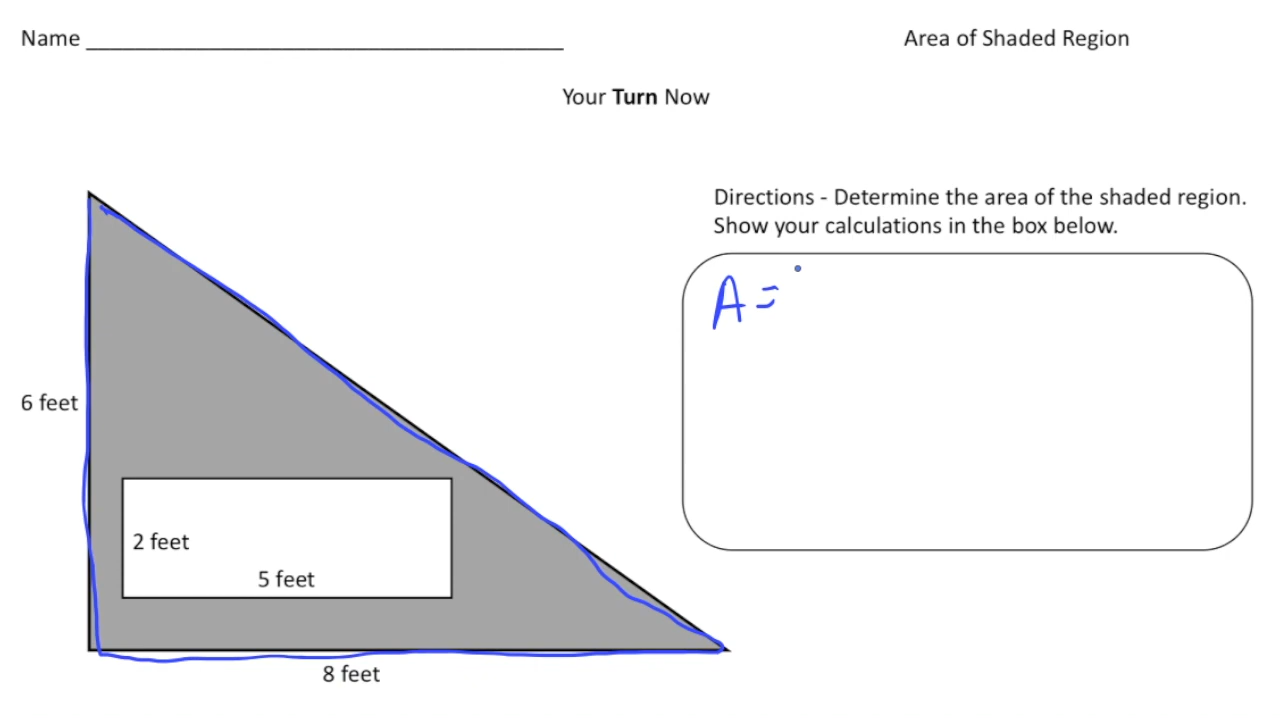 Name ____________________________________ Area of Shaded Region
Your Turn Now
Directions - Determine the area of the shaded region.
Show your calculations in the box below.
A =
6 feet
2 feet
5 feet
8 feet